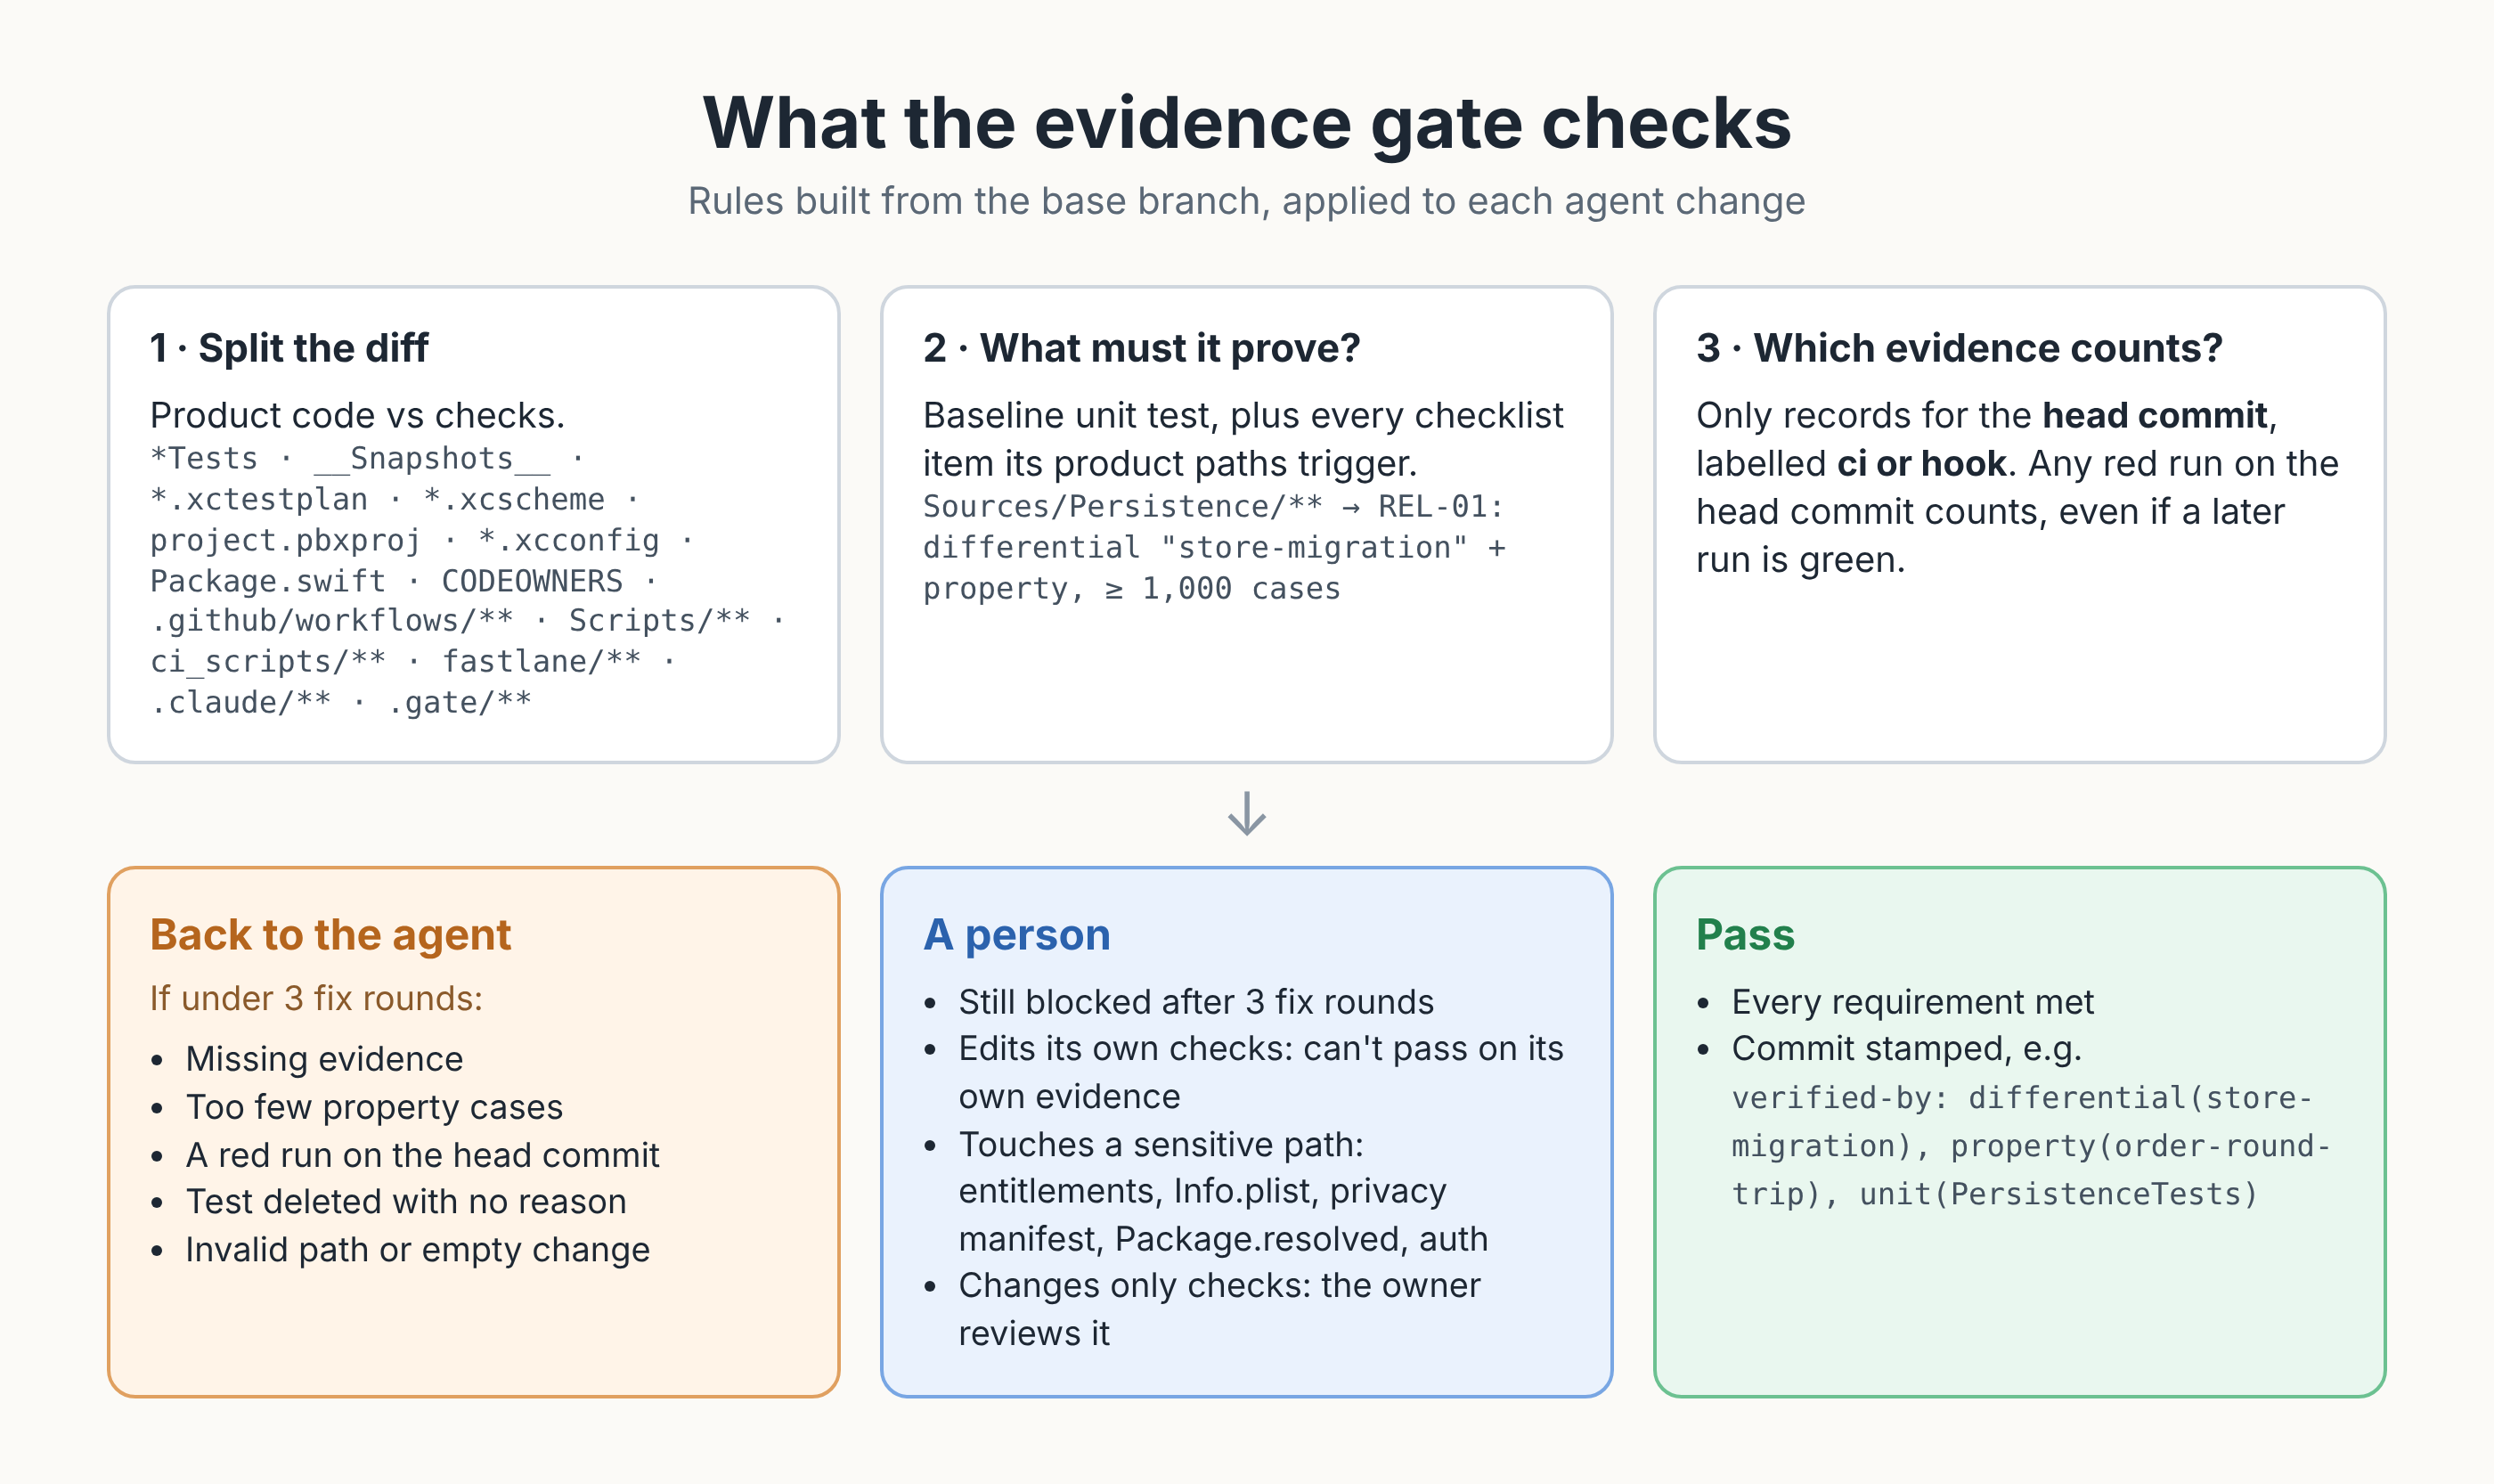 What the evidence gate checks
Rules built from the base branch, applied to each agent change
1 · Split the diff
Product code vs checks.
*Tests · __Snapshots__ ·
*.xctestplan · *.xcscheme ·
project.pbxproj · *.xcconfig ·
Package.swift · CODEOWNERS ·
.github/workflows/** · Scripts/** ·
ci_scripts/** · fastlane/** ·
.claude/** · .gate/**
2 · What must it prove?
Baseline unit test, plus every checklist
item its product paths trigger.
Sources/Persistence/** → REL-01:
differential "store-migration" +
property, ≥ 1,000 cases
3 · Which evidence counts?
Only records for the head commit,
labelled ci or hook. Any red run on the
head commit counts, even if a later
run is green.
↓
Back to the agent
If under 3 fix rounds:
• Missing evidence
• Too few property cases
• A red run on the head commit
• Test deleted with no reason
• Invalid path or empty change
A person
• Still blocked after 3 fix rounds
• Edits its own checks: can't pass on its
own evidence
• Touches a sensitive path:
entitlements, Info.plist, privacy
manifest, Package.resolved, auth
• Changes only checks: the owner
reviews it
Pass
• Every requirement met
• Commit stamped, e.g.
verified-by: differential(store-
migration), property(order-round-
trip), unit(PersistenceTests)